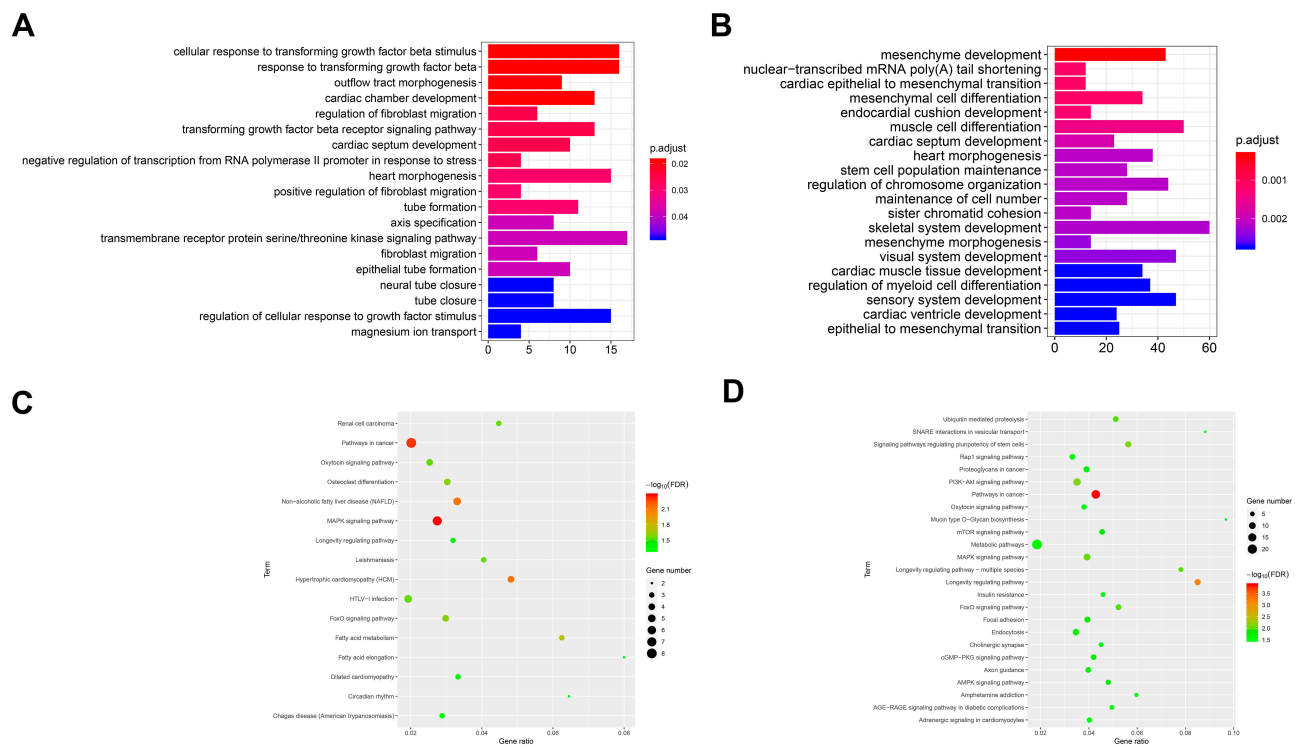 A
cellular response to transforming growth factor beta stimulus
response to transforming growth factor beta
outflow tract morphogenesis
cardiac chamber development
regulation of fibroblast migration
transforming growth factor beta receptor signaling pathway
cardiac septum development
negative regulation of transcription from RNA polymerase II promoter in response to stress
heart morphogenesis
positive regulation of fibroblast migration
tube formation
axis specification
transmembrane receptor protein serine/threonine kinase signaling pathway
fibroblast migration
epithelial tube formation
neural tube closure
tube closure
regulation of cellular response to growth factor stimulus
magnesium ion transport
0 5 10 15
p.adjust
0.02
0.03
0.04
B
mesenchyme development
nuclear−transcribed mRNA poly(A) tail shortening
cardiac epithelial to mesenchymal transition
mesenchymal cell differentiation
endocardial cushion development
muscle cell differentiation
cardiac septum development
heart morphogenesis
stem cell population maintenance
regulation of chromosome organization
maintenance of cell number
sister chromatid cohesion
skeletal system development
mesenchyme morphogenesis
visual system development
cardiac muscle tissue development
regulation of myeloid cell differentiation
sensory system development
cardiac ventricle development
epithelial to mesenchymal transition
0 20 40 60
p.adjust
0.001
0.002
C
Term
Renal cell carcinoma
Pathways in cancer
Oxytocin signaling pathway
Osteoclast differentiation
Non−alcoholic fatty liver disease (NAFLD)
MAPK signaling pathway
Longevity regulating pathway
Leishmaniasis
Hypertrophic cardiomyopathy (HCM)
HTLV−I infection
FoxO signaling pathway
Fatty acid metabolism
Fatty acid elongation
Dilated cardiomyopathy
Circadian rhythm
Chagas disease (American trypanosomiasis)
0.02 0.04 0.06 0.08
Gene ratio
−log10(FDR)
2.1
1.8
1.5
Gene number
2
3
4
5
6
7
8
D
Term
Ubiquitin mediated proteolysis
SNARE interactions in vesicular transport
Signaling pathways regulating pluripotency of stem cells
Rap1 signaling pathway
Proteoglycans in cancer
PI3K−Akt signaling pathway
Pathways in cancer
Oxytocin signaling pathway
Mucin type O−Glycan biosynthesis
mTOR signaling pathway
Metabolic pathways
MAPK signaling pathway
Longevity regulating pathway − multiple species
Longevity regulating pathway
Insulin resistance
FoxO signaling pathway
Focal adhesion
Endocytosis
Cholinergic synapse
cGMP−PKG signaling pathway
Axon guidance
AMPK signaling pathway
Amphetamine addiction
AGE−RAGE signaling pathway in diabetic complications
Adrenergic signaling in cardiomyocytes
0.02 0.04 0.06 0.08 0.10
Gene ratio
Gene number
5
10
15
20
−log10(FDR)
3.5
3.0
2.5
2.0
1.5